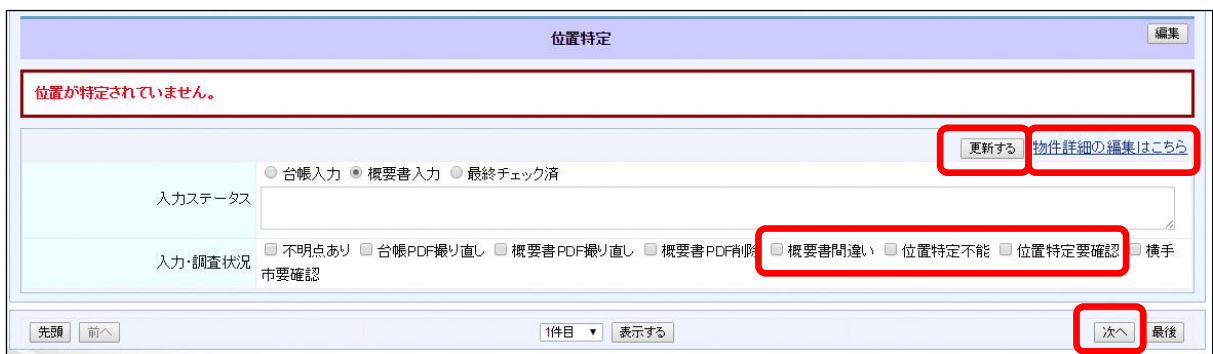 位置特定 編集
位置が特定されていません。
更新する 物件詳細の編集はこちら
台帳入力 概要書入力 最終チェック済
入力ステータス
入力・調査状況 不明点あり 台帳PDF撮り直し 概要書PDF撮り直し 概要書PDF削除 概要書間違い 位置特定不能 位置特定要確認 横手
市要確認
先頭 前へ 1件目 表示する 次へ 最後